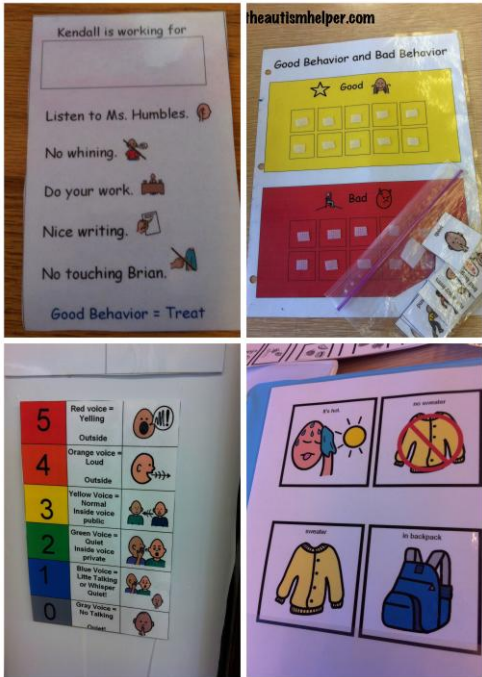 Kendall is working for
Listen to Ms. Humbles.
No whining.
Do your work.
Nice writing.
No touching Brian.
Good Behavior = Treat
theautismhelper.com
Good Behavior and Bad Behavior
Good
Bad
5
Red voice =
Yelling
Outside
4
Orange voice =
Loud
Outside
3
Yellow Voice =
Normal
Inside voice
public
2
Green Voice =
Quiet
Inside voice
private
1
Blue Voice =
Little Talking
or Whisper
Quiet!
0
Gray Voice =
No Talking
Quiet!
It's hot.
no sweater
sweater
in backpack